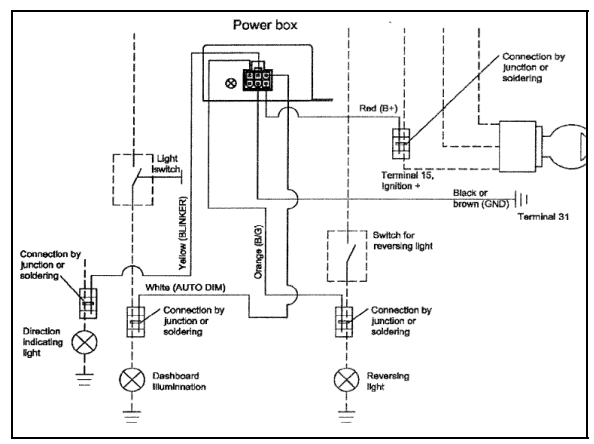 Power box
Connection by
junction or
soldering
Red (B+)
Light
switch
Terminal 15,
Ignition +
Black or
brown (GND)
Terminal 31
Yellow (BLINKER)
Orange (B/G)
Switch for
reversing light
Connection by
junction or
soldering
White (AUTO DIM)
Connection by
junction or
soldering
Connection by
junction or
soldering
Direction
indicating
light
Dashboard
illumination
Reversing
light